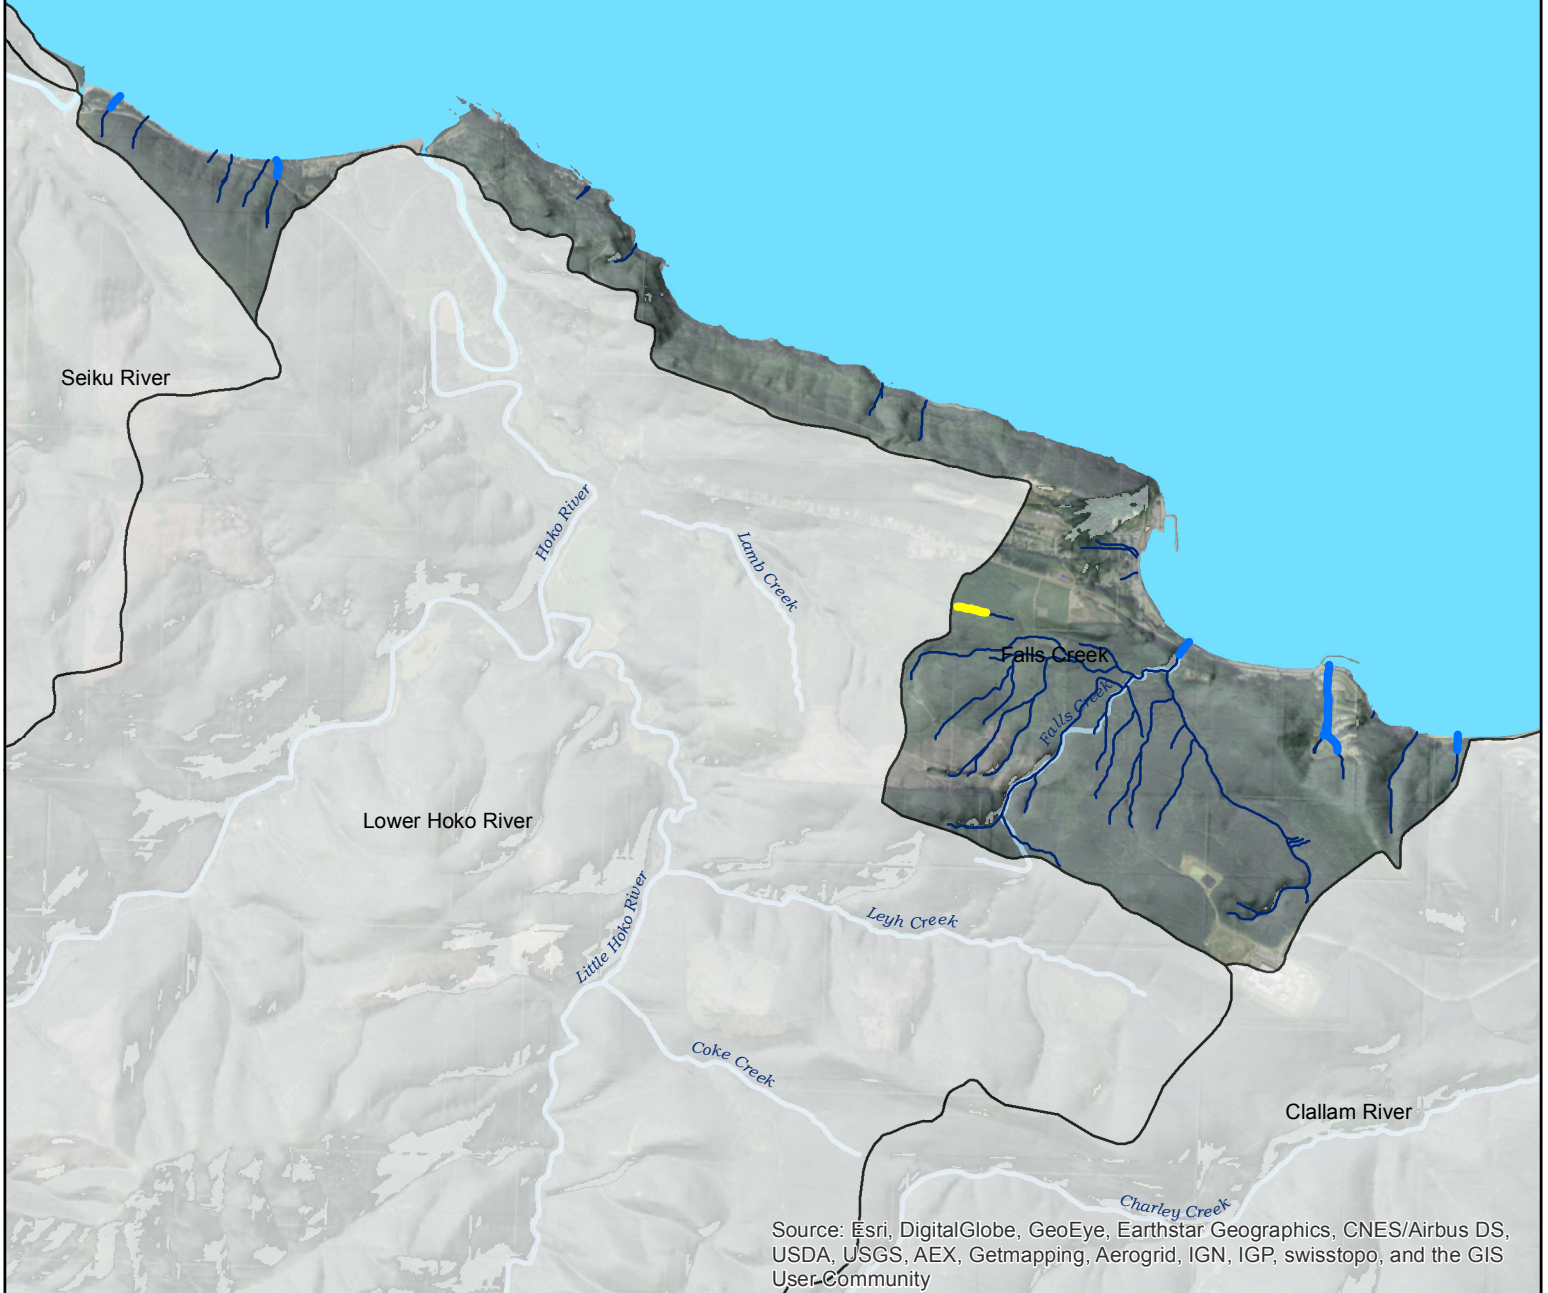 Seiku River
Hoko River
Lamb Creek
Falls Creek
Falls Creek
Lower Hoko River
Little Hoko River
Leyh Creek
Coke Creek
Clallam River
Charley Creek
Source: Esri, DigitalGlobe, GeoEye, Earthstar Geographics, CNES/Airbus DS,
USDA, USGS, AEX, Getmapping, Aerogrid, IGN, IGP, swisstopo, and the GIS
User Community